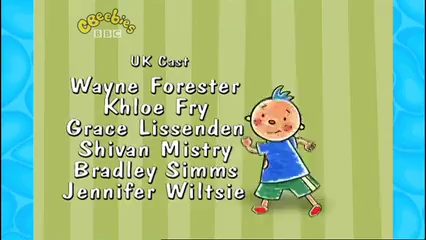 CBeebies
BBC
UK Cast
Wayne Forester
Khloe Fry
Grace Lissenden
Shivan Mistry
Bradley Simms
Jennifer Wiltsie